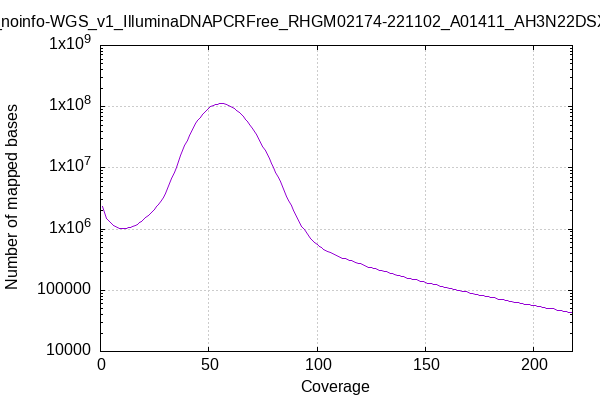 _noinfo-WGS_v1_IlluminaDNAPCRFree_RHGM02174-221102_A01411_AH3N22DSX
1x10^9
1x10^8
1x10^7
1x10^6
100000
10000
Number of mapped bases
0 50 100 150 200
Coverage